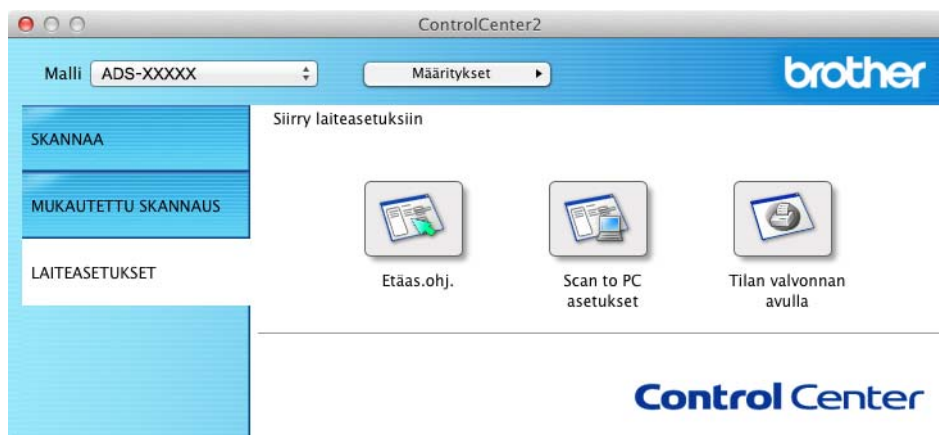 ControlCenter2
Malli ADS-XXXXX Määritykset brother
SKANNAA
MUKAUTETTU SKANNAUS
LAITEASETUKSET
Siirry laiteasetuksiin
Etäas.ohj.
Scan to PC
asetukset
Tilan valvonnan
avulla
Control Center